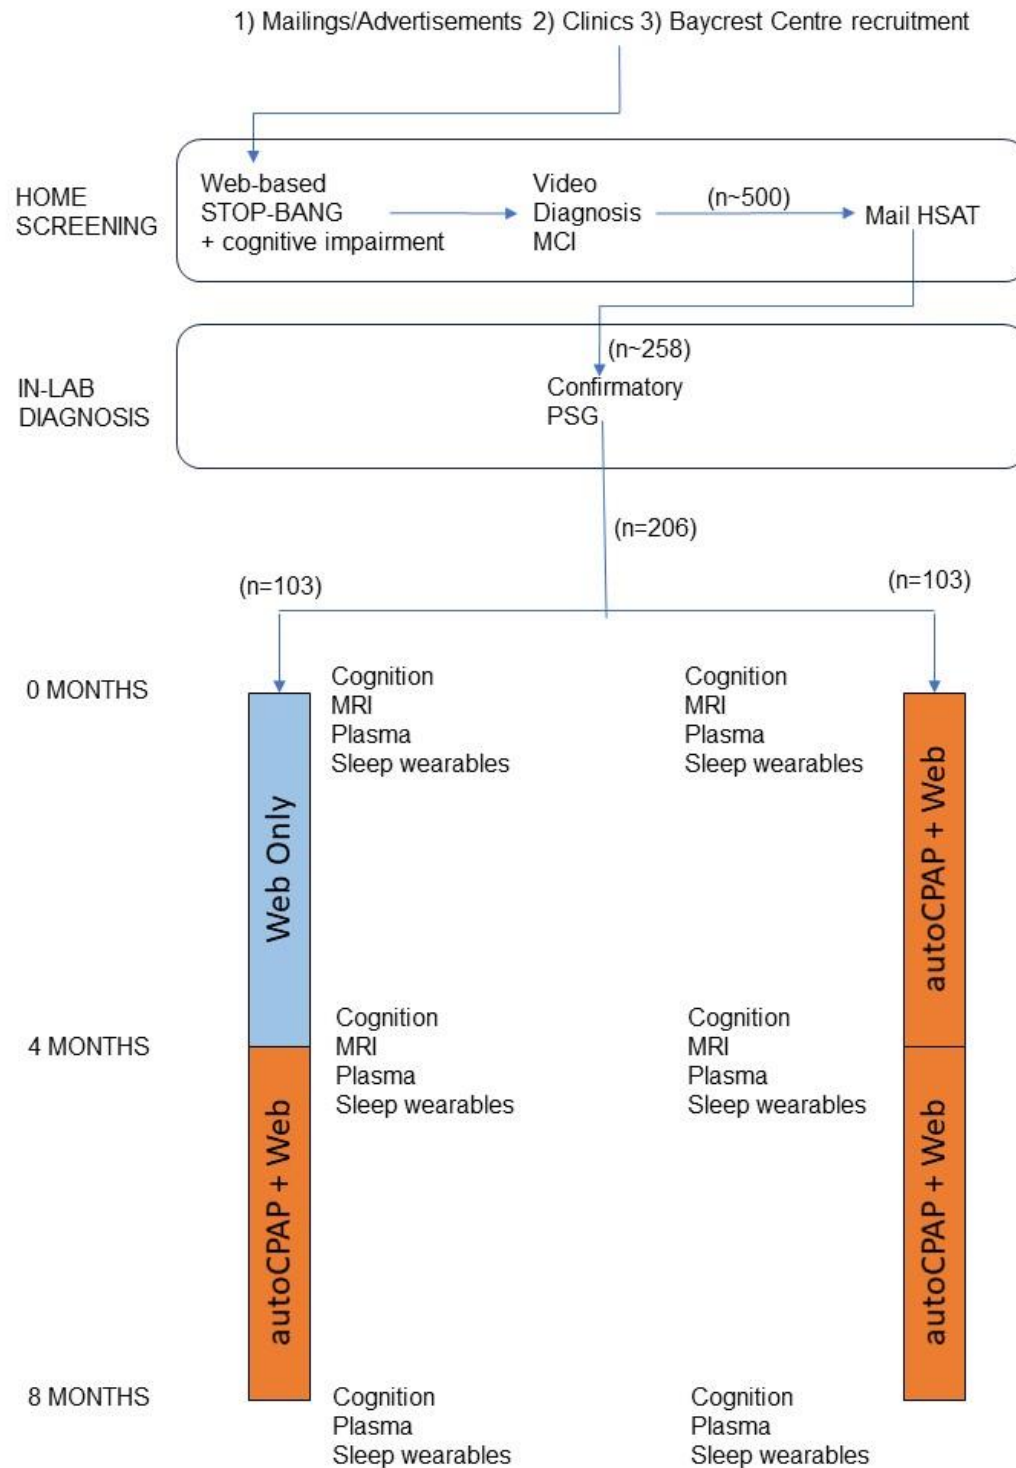 1) Mailings/Advertisements 2) Clinics 3) Baycrest Centre recruitment
HOME
SCREENING
Web-based
STOP-BANG
+ cognitive impairment
Video
Diagnosis
MCI
(n~500)
Mail HSAT
IN-LAB
DIAGNOSIS
(n~258)
Confirmatory
PSG
(n=206)
(n=103)
(n=103)
0 MONTHS
Cognition
MRI
Plasma
Sleep wearables
Cognition
MRI
Plasma
Sleep wearables
Web Only
autoCPAP + Web
4 MONTHS
Cognition
MRI
Plasma
Sleep wearables
Cognition
MRI
Plasma
Sleep wearables
autoCPAP + Web
autoCPAP + Web
8 MONTHS
Cognition
Plasma
Sleep wearables
Cognition
Plasma
Sleep wearables